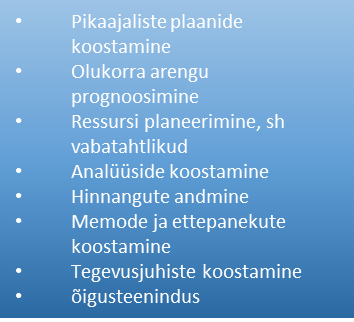 • Pikaajaliste plaanide
koostamine
• Olukorra arengu
prognoosimine
• Ressursi planeerimine, sh
vabatahtlikud
• Analüüside koostamine
• Hinnangute andmine
• Memode ja ettepanekute
koostamine
• Tegevusjuhiste koostamine
• õigusteenindus